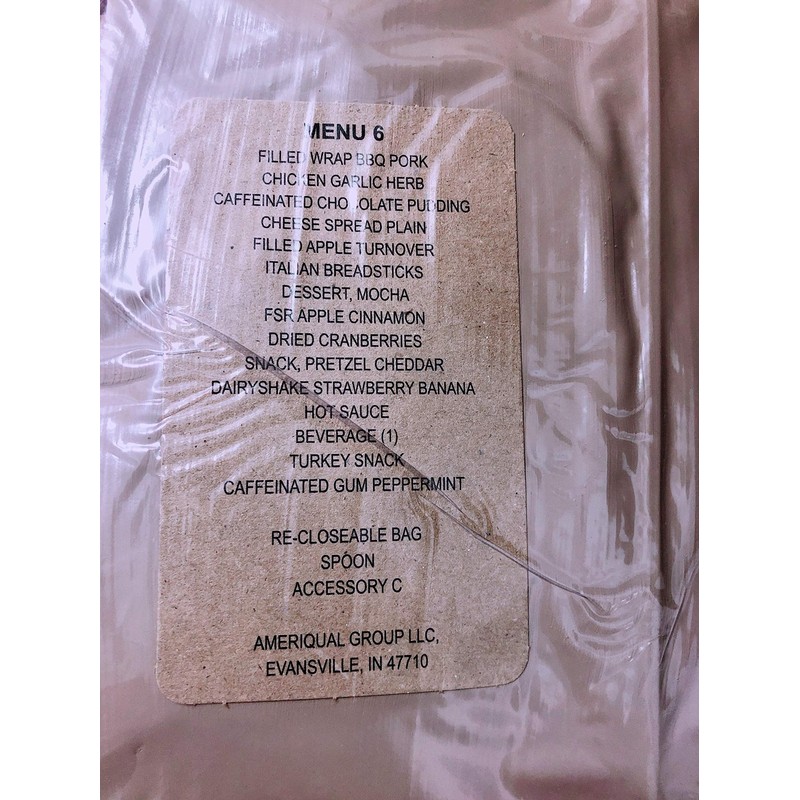 MENU 6
FILLED WRAP BBQ PORK
CHICKEN GARLIC HERB
CAFFEINATED CHOCOLATE PUDDING
CHEESE SPREAD PLAIN
FILLED APPLE TURNOVER
ITALIAN BREADSTICKS
DESSERT, MOCHA
FSR APPLE CINNAMON
DRIED CRANBERRIES
SNACK, PRETZEL CHEDDAR
DAIRYSHAKE STRAWBERRY BANANA
HOT SAUCE
BEVERAGE (1)
TURKEY SNACK
CAFFEINATED GUM PEPPERMINT
RE-CLOSEABLE BAG
SPOON
ACCESSORY C
AMERIQUAL GROUP LLC,
EVANSVILLE, IN 47710